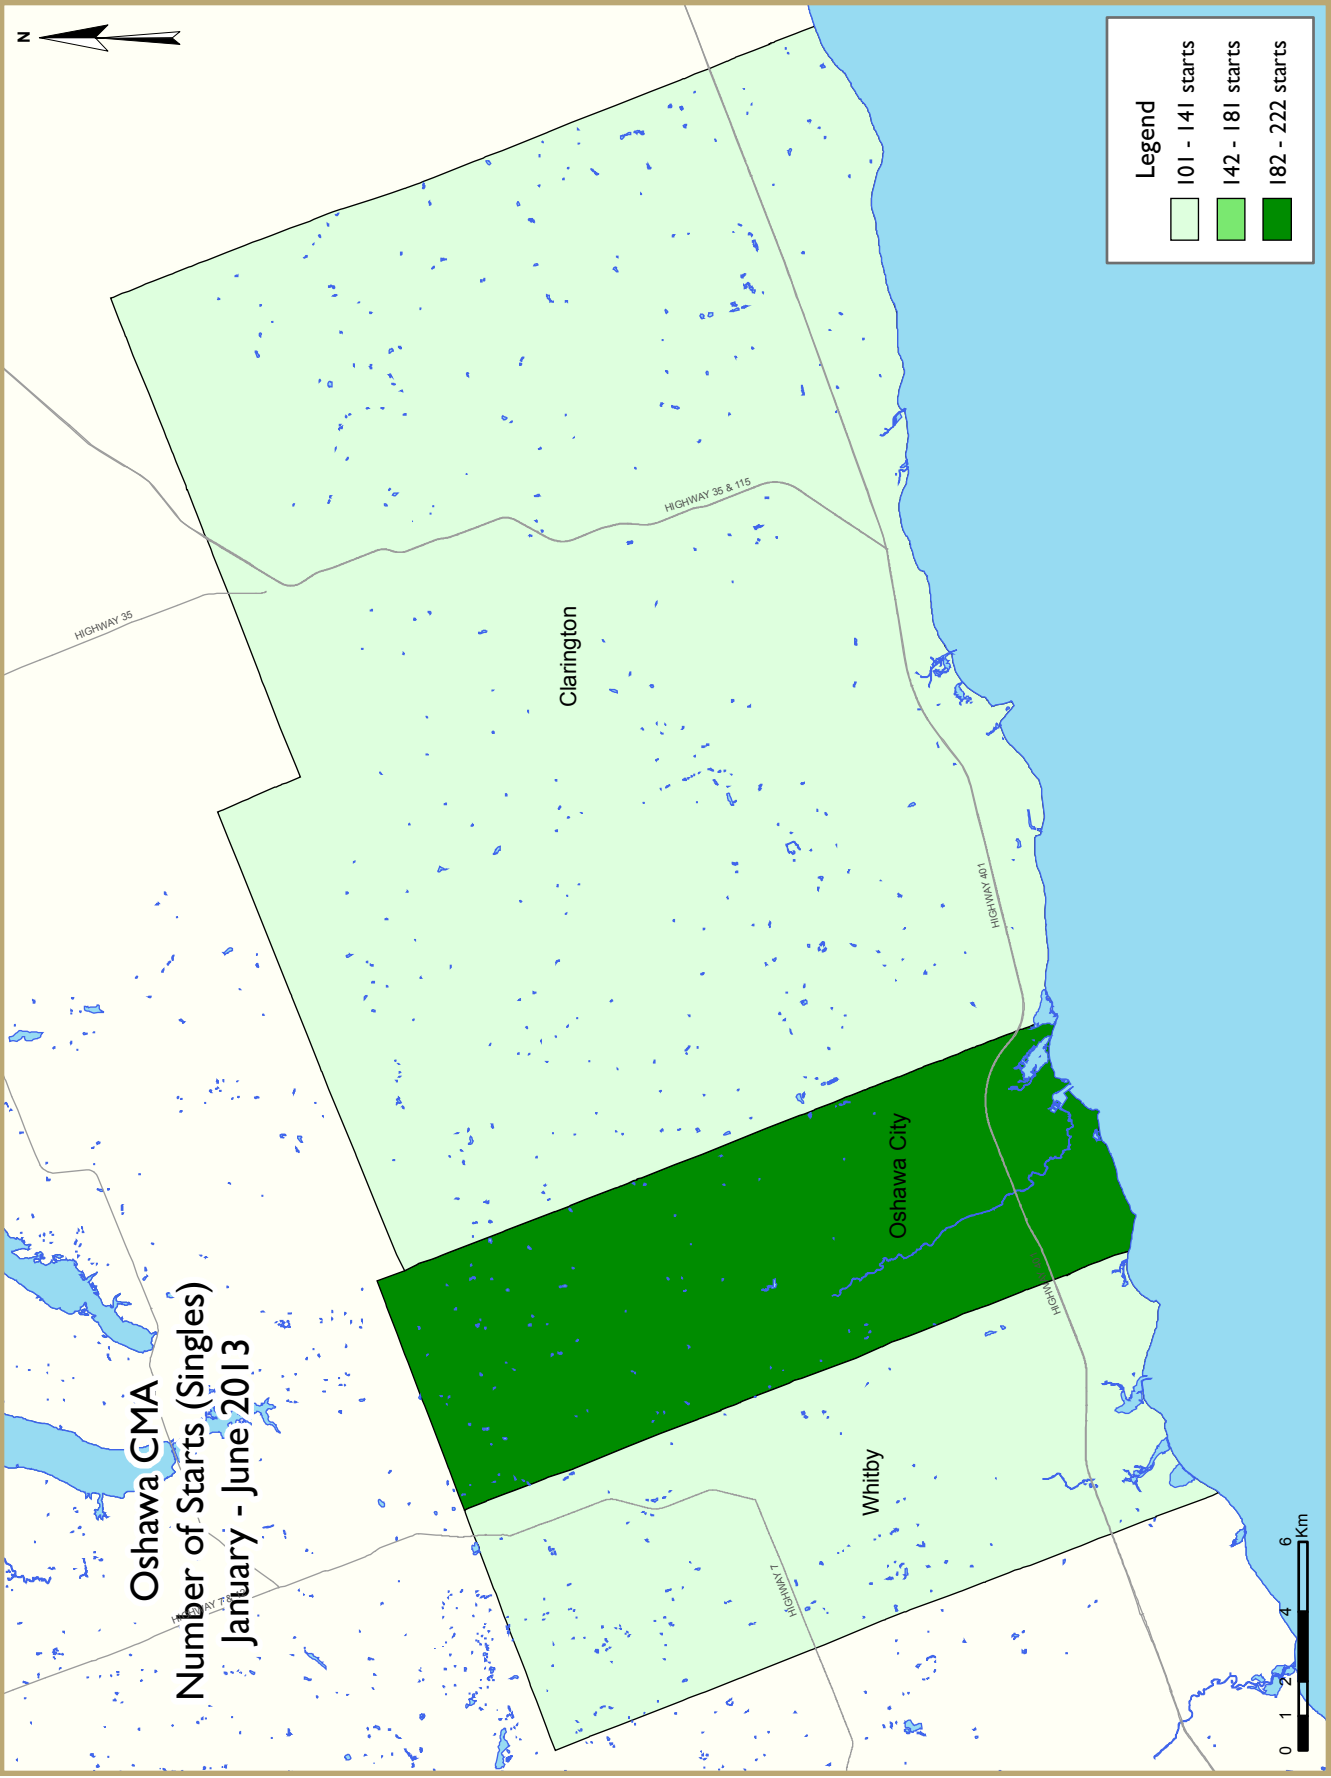 Oshawa CMA
Number of Starts (Singles)
January - June 2013
N
HIGHWAY 35
HIGHWAY 35 & 115
Clarington
HIGHWAY 401
Oshawa City
Whitby
HIGHWAY 7
Legend
101 - 141 starts
142 - 181 starts
182 - 222 starts
0 1 2 4 6
Km